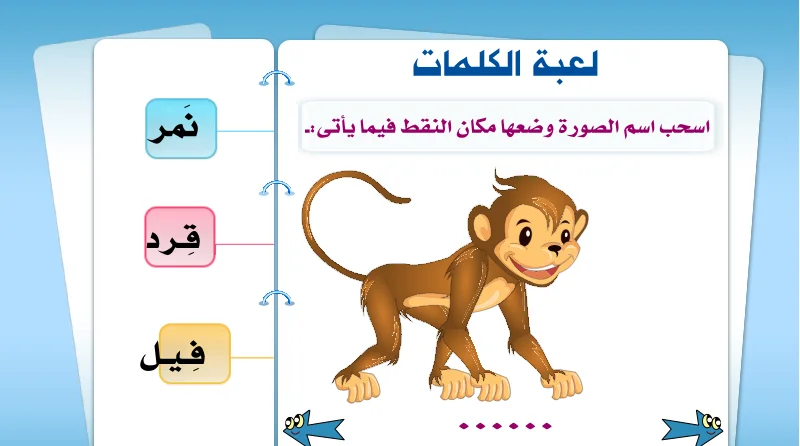 لعبة الكلمات
اسحب اسم الصورة وضعها مكان النقط فيما يأتى :ـ
نَمر
قِرد
فِيل
......